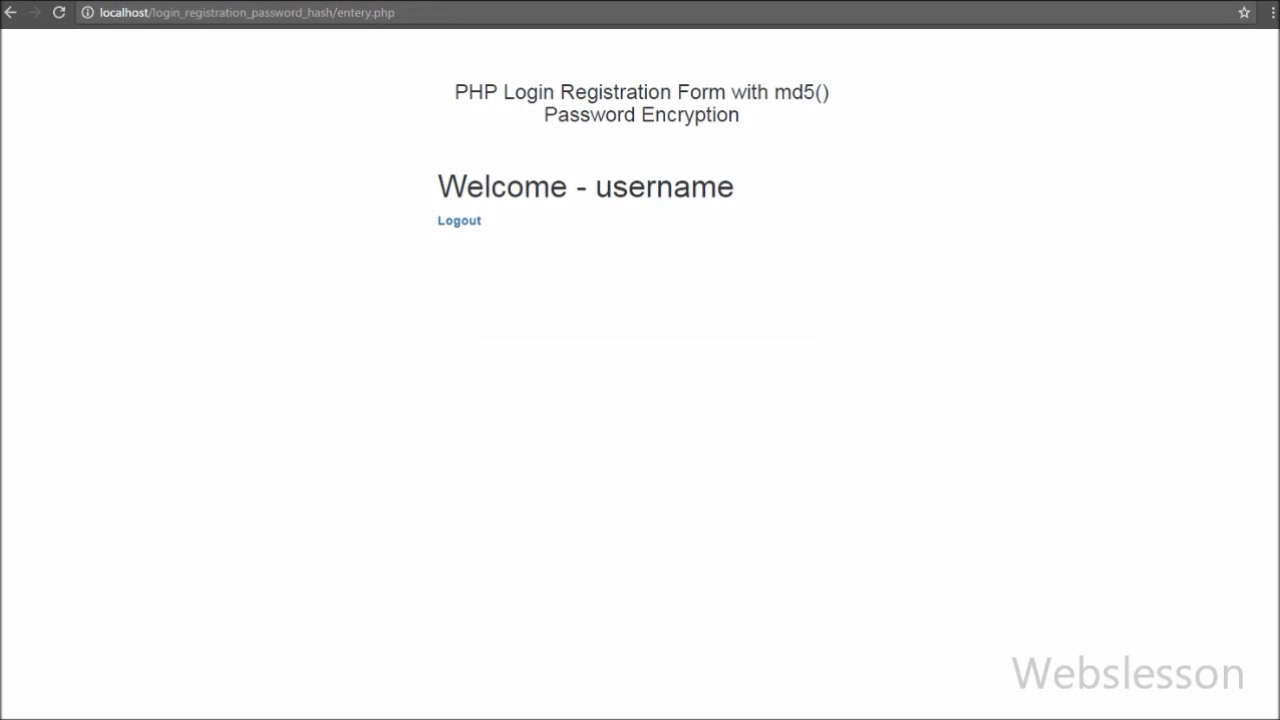 localhost/login_registration_password_hash/entery.php
PHP Login Registration Form with md5()
Password Encryption
Welcome - username
Logout
Webslesson